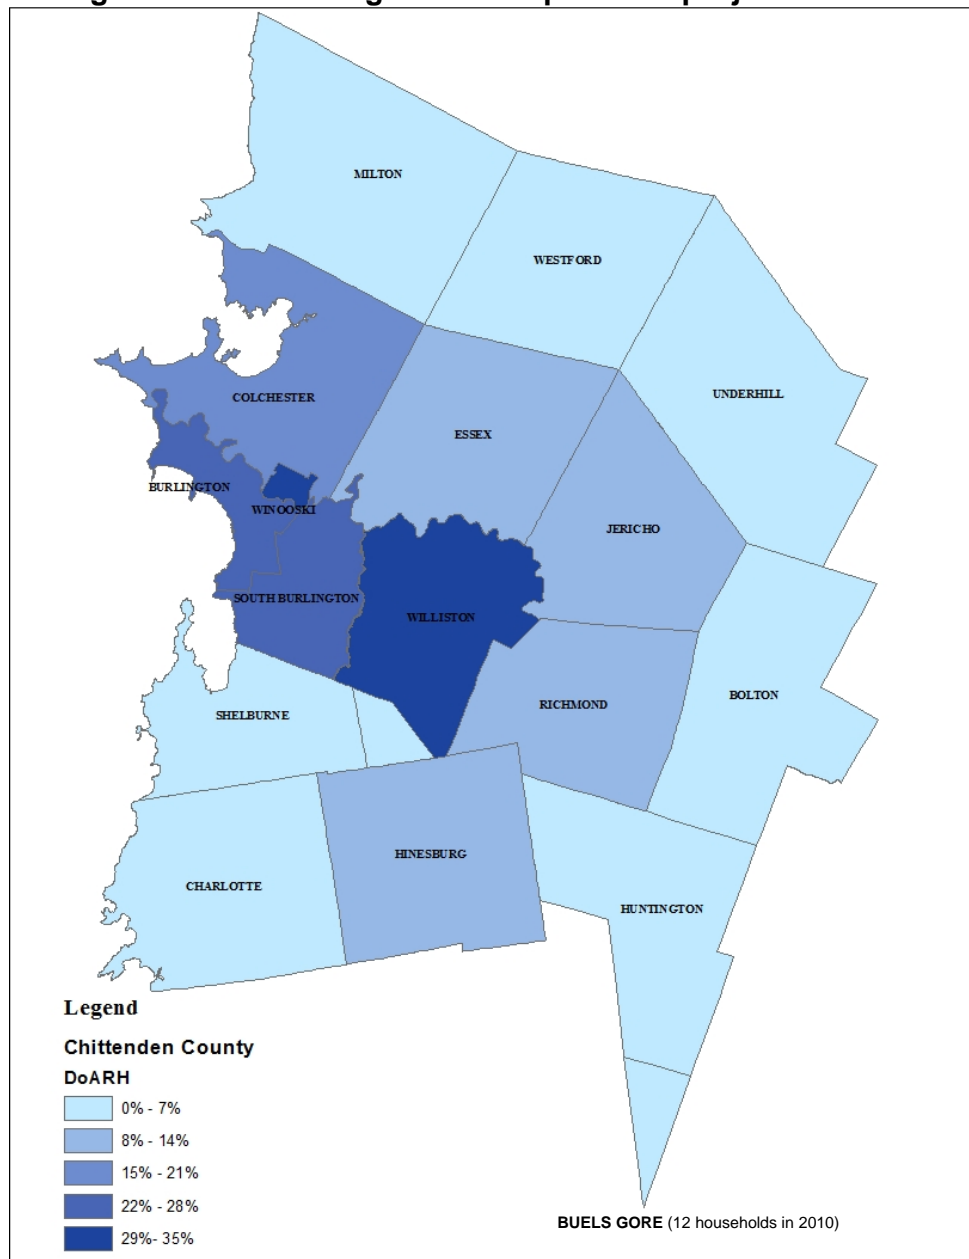 MILTON
WESTFORD
UNDERHILL
COLCHESTER
ESSEX
BURLINGTON
WINOOSKI
JERICHO
SOUTH BURLINGTON
WILLISTON
BOLTON
RICHMOND
SHELBURNE
HINESBURG
CHARLOTTE
HUNTINGTON
Legend
Chittenden County
DoARH
0% - 7%
8% - 14%
15% - 21%
22% - 28%
29%- 35%
BUELS GORE (12 households in 2010)